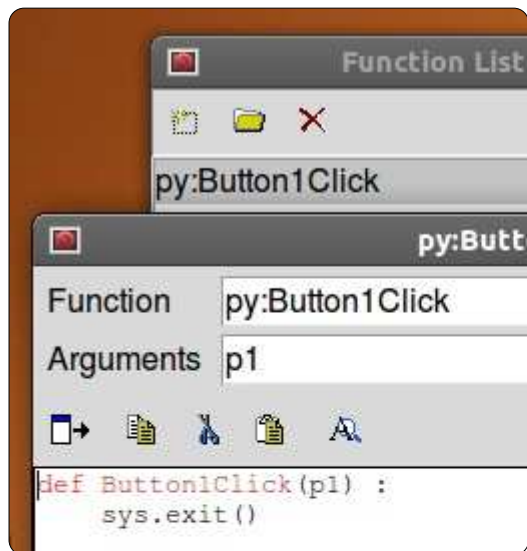 Function List
py:Button1Click
py:Butt
Function py:Button1Click
Arguments p1
def Button1Click(p1) :
    sys.exit()